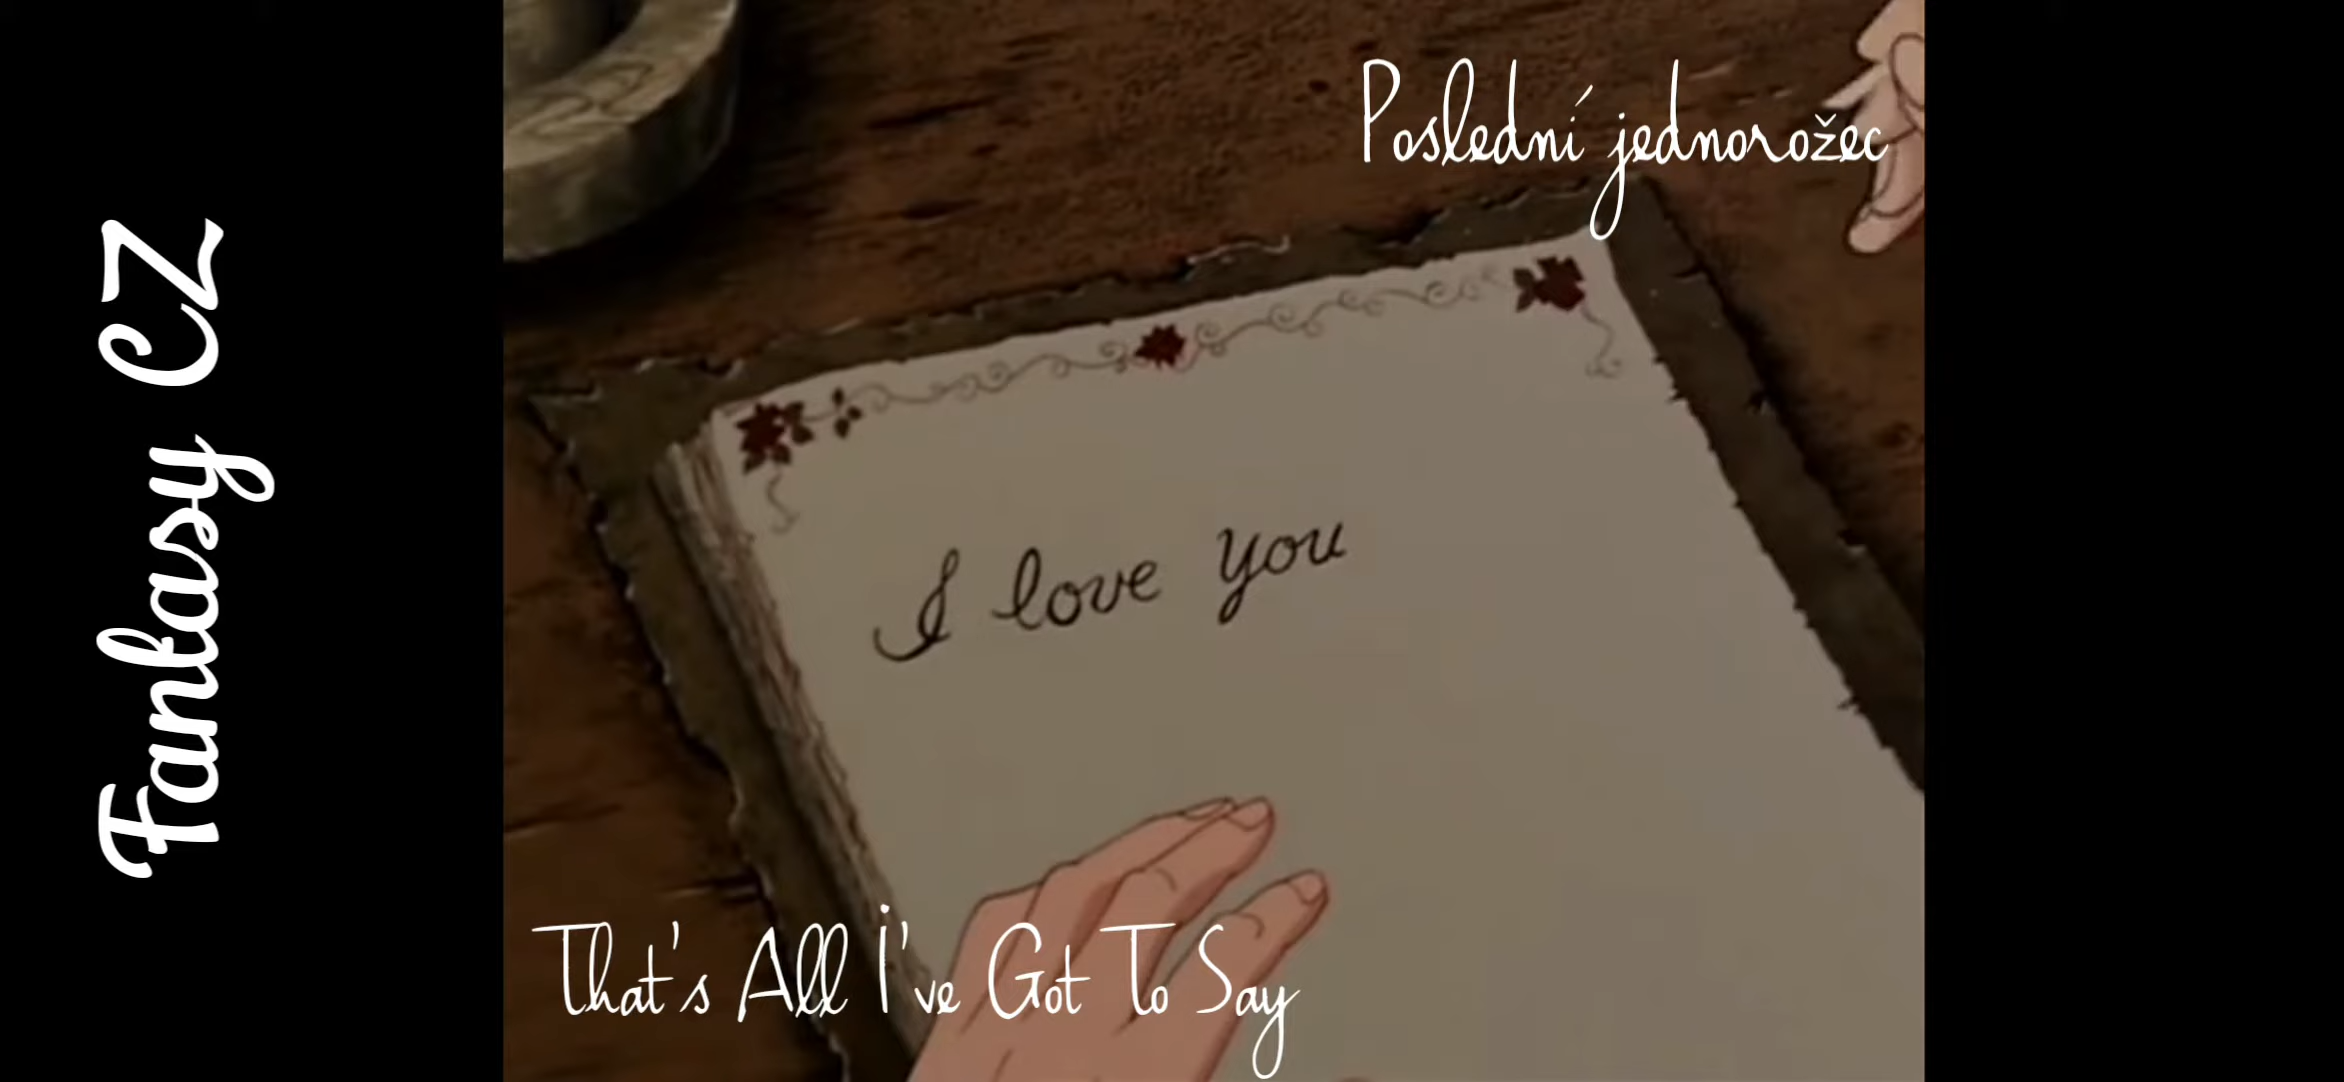 Fantasy CZ
Poslední jednorožec
I love you
That's All I've Got To Say